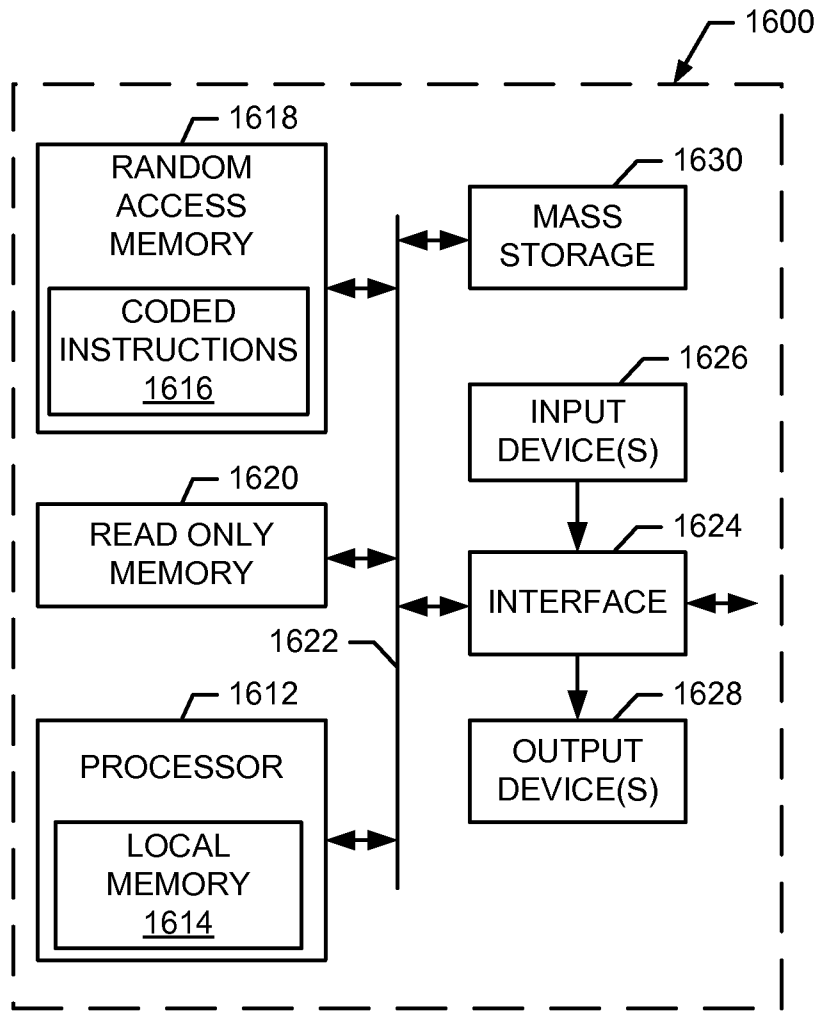 1600
1618
RANDOM
ACCESS
MEMORY
CODED
INSTRUCTIONS
1616
1620
READ ONLY
MEMORY
1622
1612
PROCESSOR
LOCAL
MEMORY
1614
1630
MASS
STORAGE
1626
INPUT
DEVICE(S)
1624
INTERFACE
1628
OUTPUT
DEVICE(S)